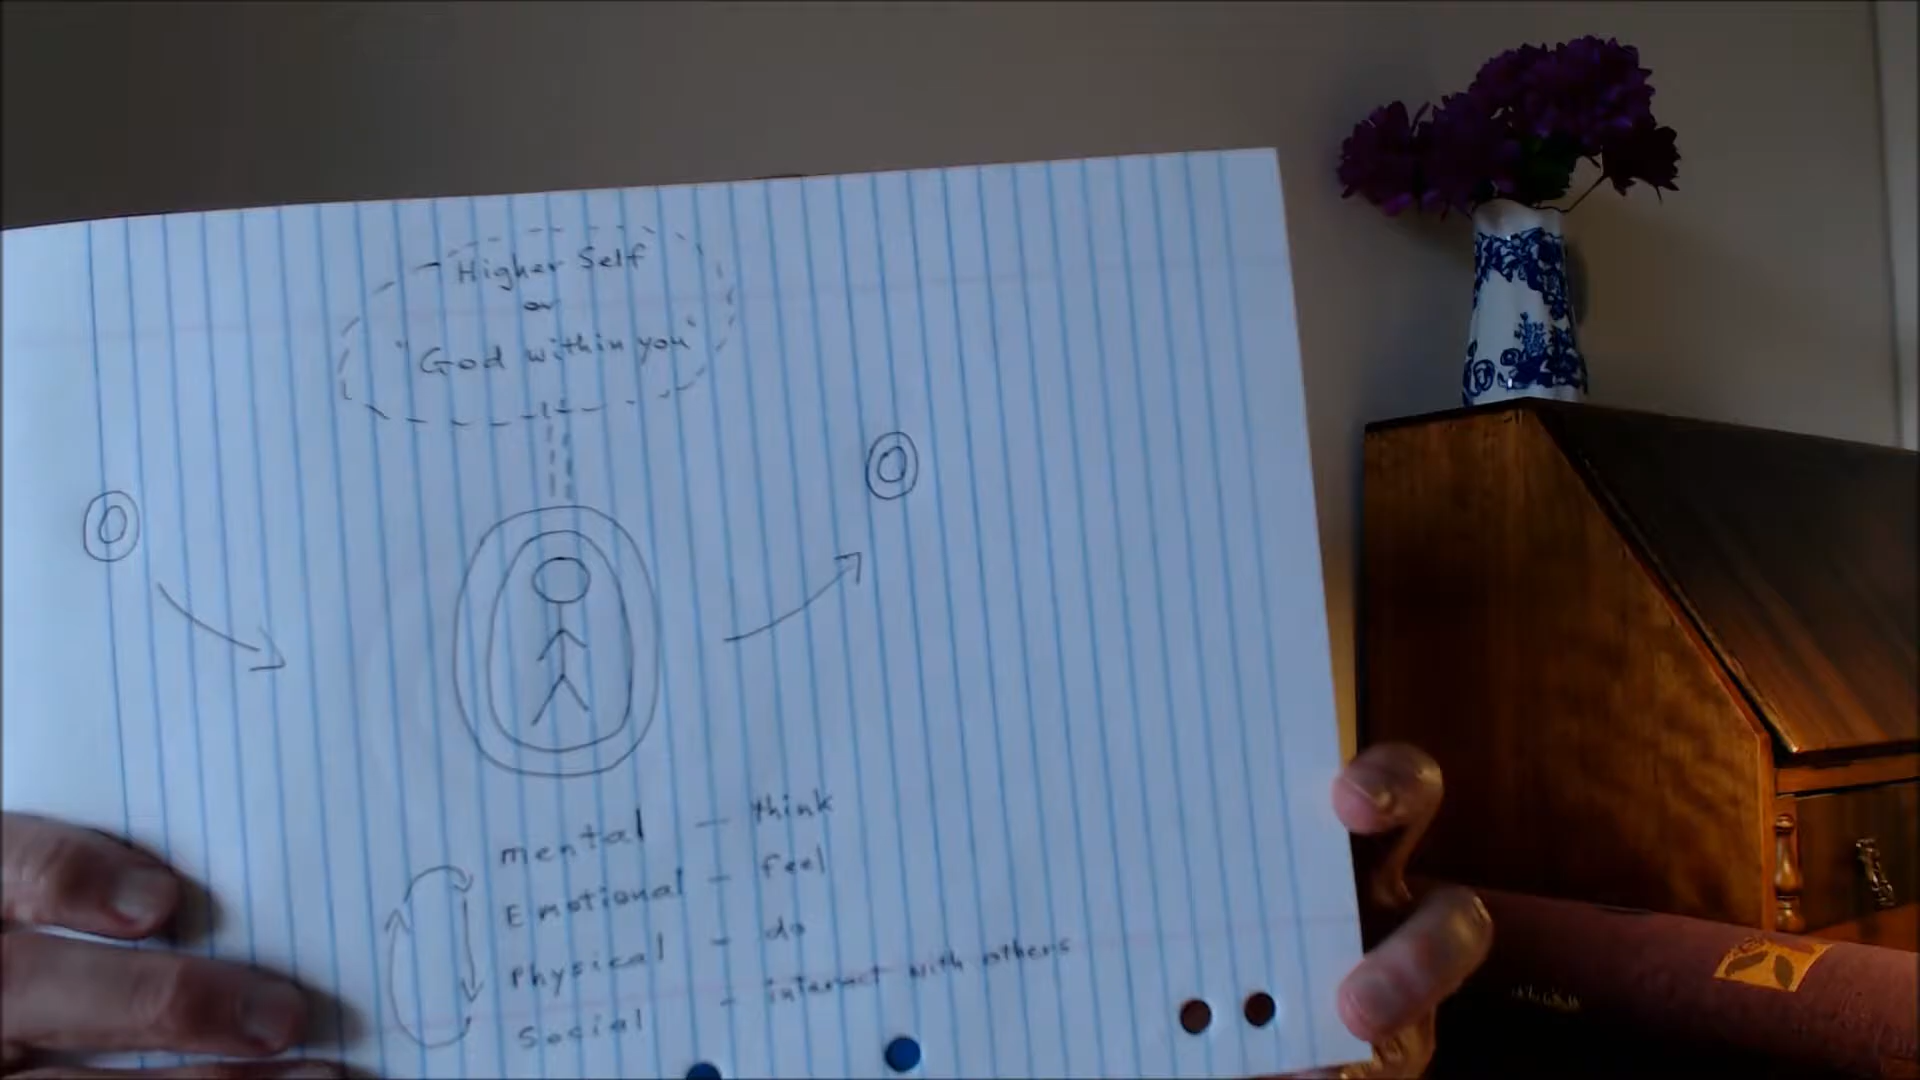 Higher Self
or
"God within you"
mental - think
Emotional - feel
Physical - do
Social - interact with others